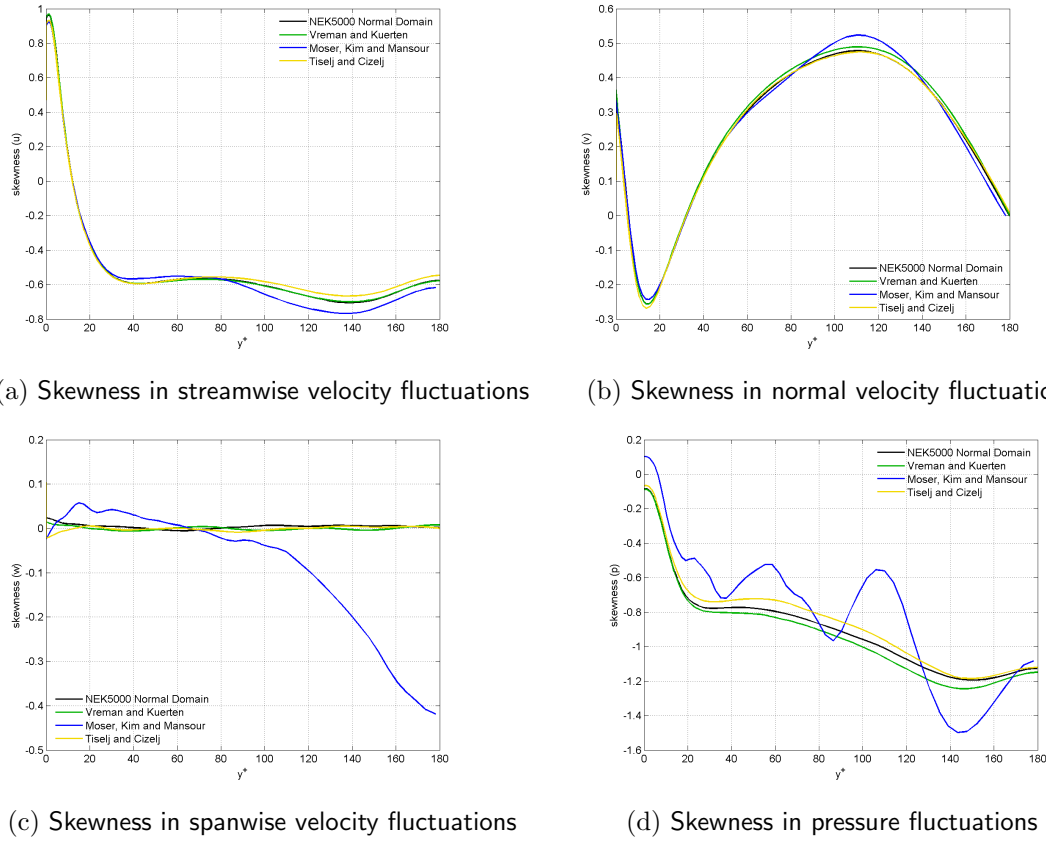 1
0.8
0.6
0.4
0.2
0
-0.2
-0.4
-0.6
-0.8
0 20 40 60 80 100 120 140 160 180
skewness (u)
y+
NEK5000 Normal Domain
Vreman and Kuerten
Moser, Kim and Mansour
Tiselj and Cizelj
0.6
0.5
0.4
0.3
0.2
0.1
0
-0.1
-0.2
-0.3
0 20 40 60 80 100 120 140 160 180
skewness (v)
y+
NEK5000 Normal Domain
Vreman and Kuerten
Moser, Kim and Mansour
Tiselj and Cizelj
(a) Skewness in streamwise velocity fluctuations
(b) Skewness in normal velocity fluctuatio
0.2
0.1
0
-0.1
-0.2
-0.3
-0.4
-0.5
0 20 40 60 80 100 120 140 160 180
skewness (w)
y+
NEK5000 Normal Domain
Vreman and Kuerten
Moser, Kim and Mansour
Tiselj and Cizelj
0.2
0
-0.2
-0.4
-0.6
-0.8
-1
-1.2
-1.4
-1.6
0 20 40 60 80 100 120 140 160 180
skewness (p)
y+
NEK5000 Normal Domain
Vreman and Kuerten
Moser, Kim and Mansour
Tiselj and Cizelj
(c) Skewness in spanwise velocity fluctuations
(d) Skewness in pressure fluctuations